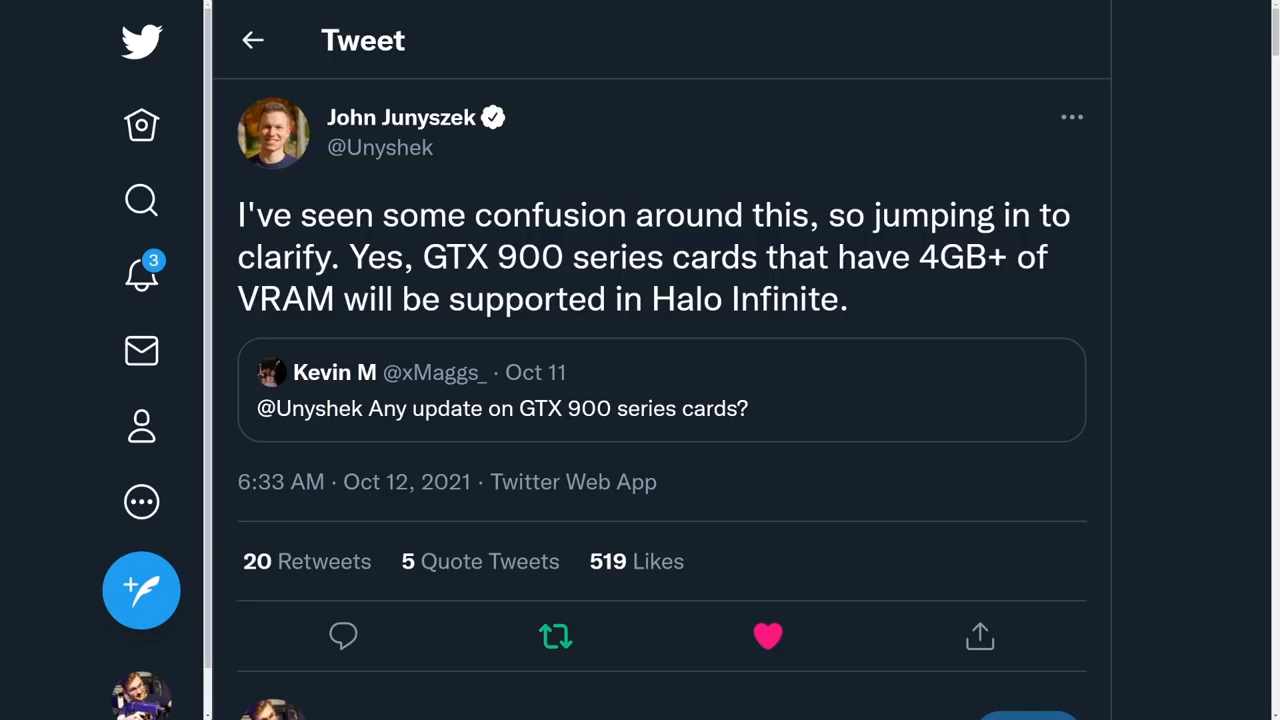 Tweet
John Junyszek
@Unyshek
I've seen some confusion around this, so jumping in to
clarify. Yes, GTX 900 series cards that have 4GB+ of
VRAM will be supported in Halo Infinite.
Kevin M @xMaggs_ · Oct 11
@Unyshek Any update on GTX 900 series cards?
6:33 AM · Oct 12, 2021 · Twitter Web App
20 Retweets 5 Quote Tweets 519 Likes
3